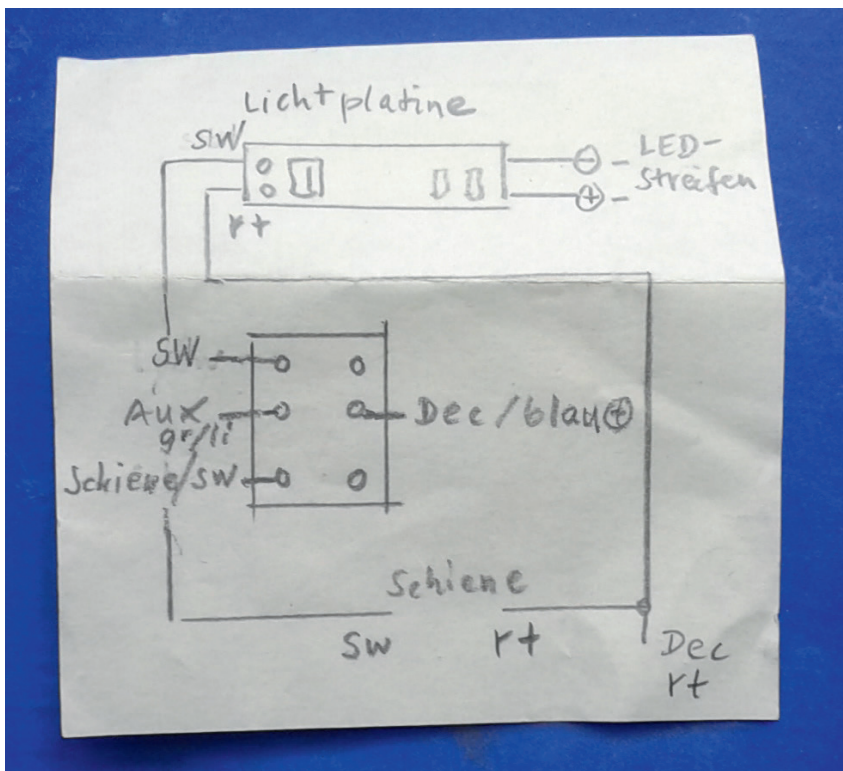 Lichtplatine
SW
⊖ - LED-
⊕ - streifen
rt
SW
Aux
gr/li
Dec/blau ⊕
Schiene/SW
Schiene
SW
rt
Dec
rt